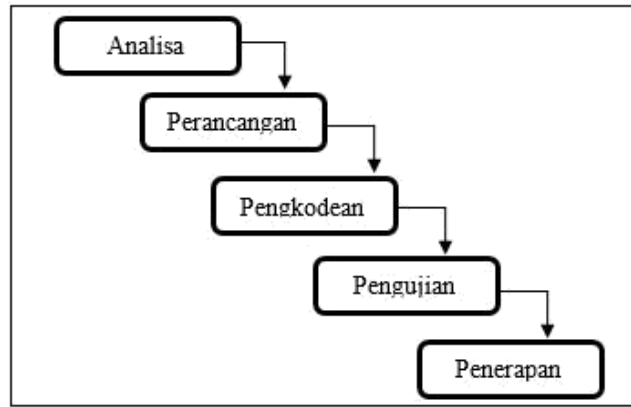 Analisa
Perancangan
Pengkodean
Pengujian
Penerapan